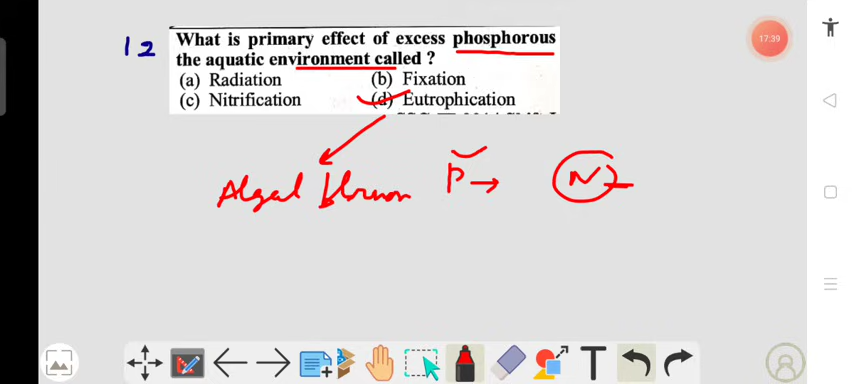 17:39
12 What is primary effect of excess phosphorous
the aquatic environment called ?
(a) Radiation (b) Fixation
(c) Nitrification (d) Eutrophication
Algal bloom P → N2
T